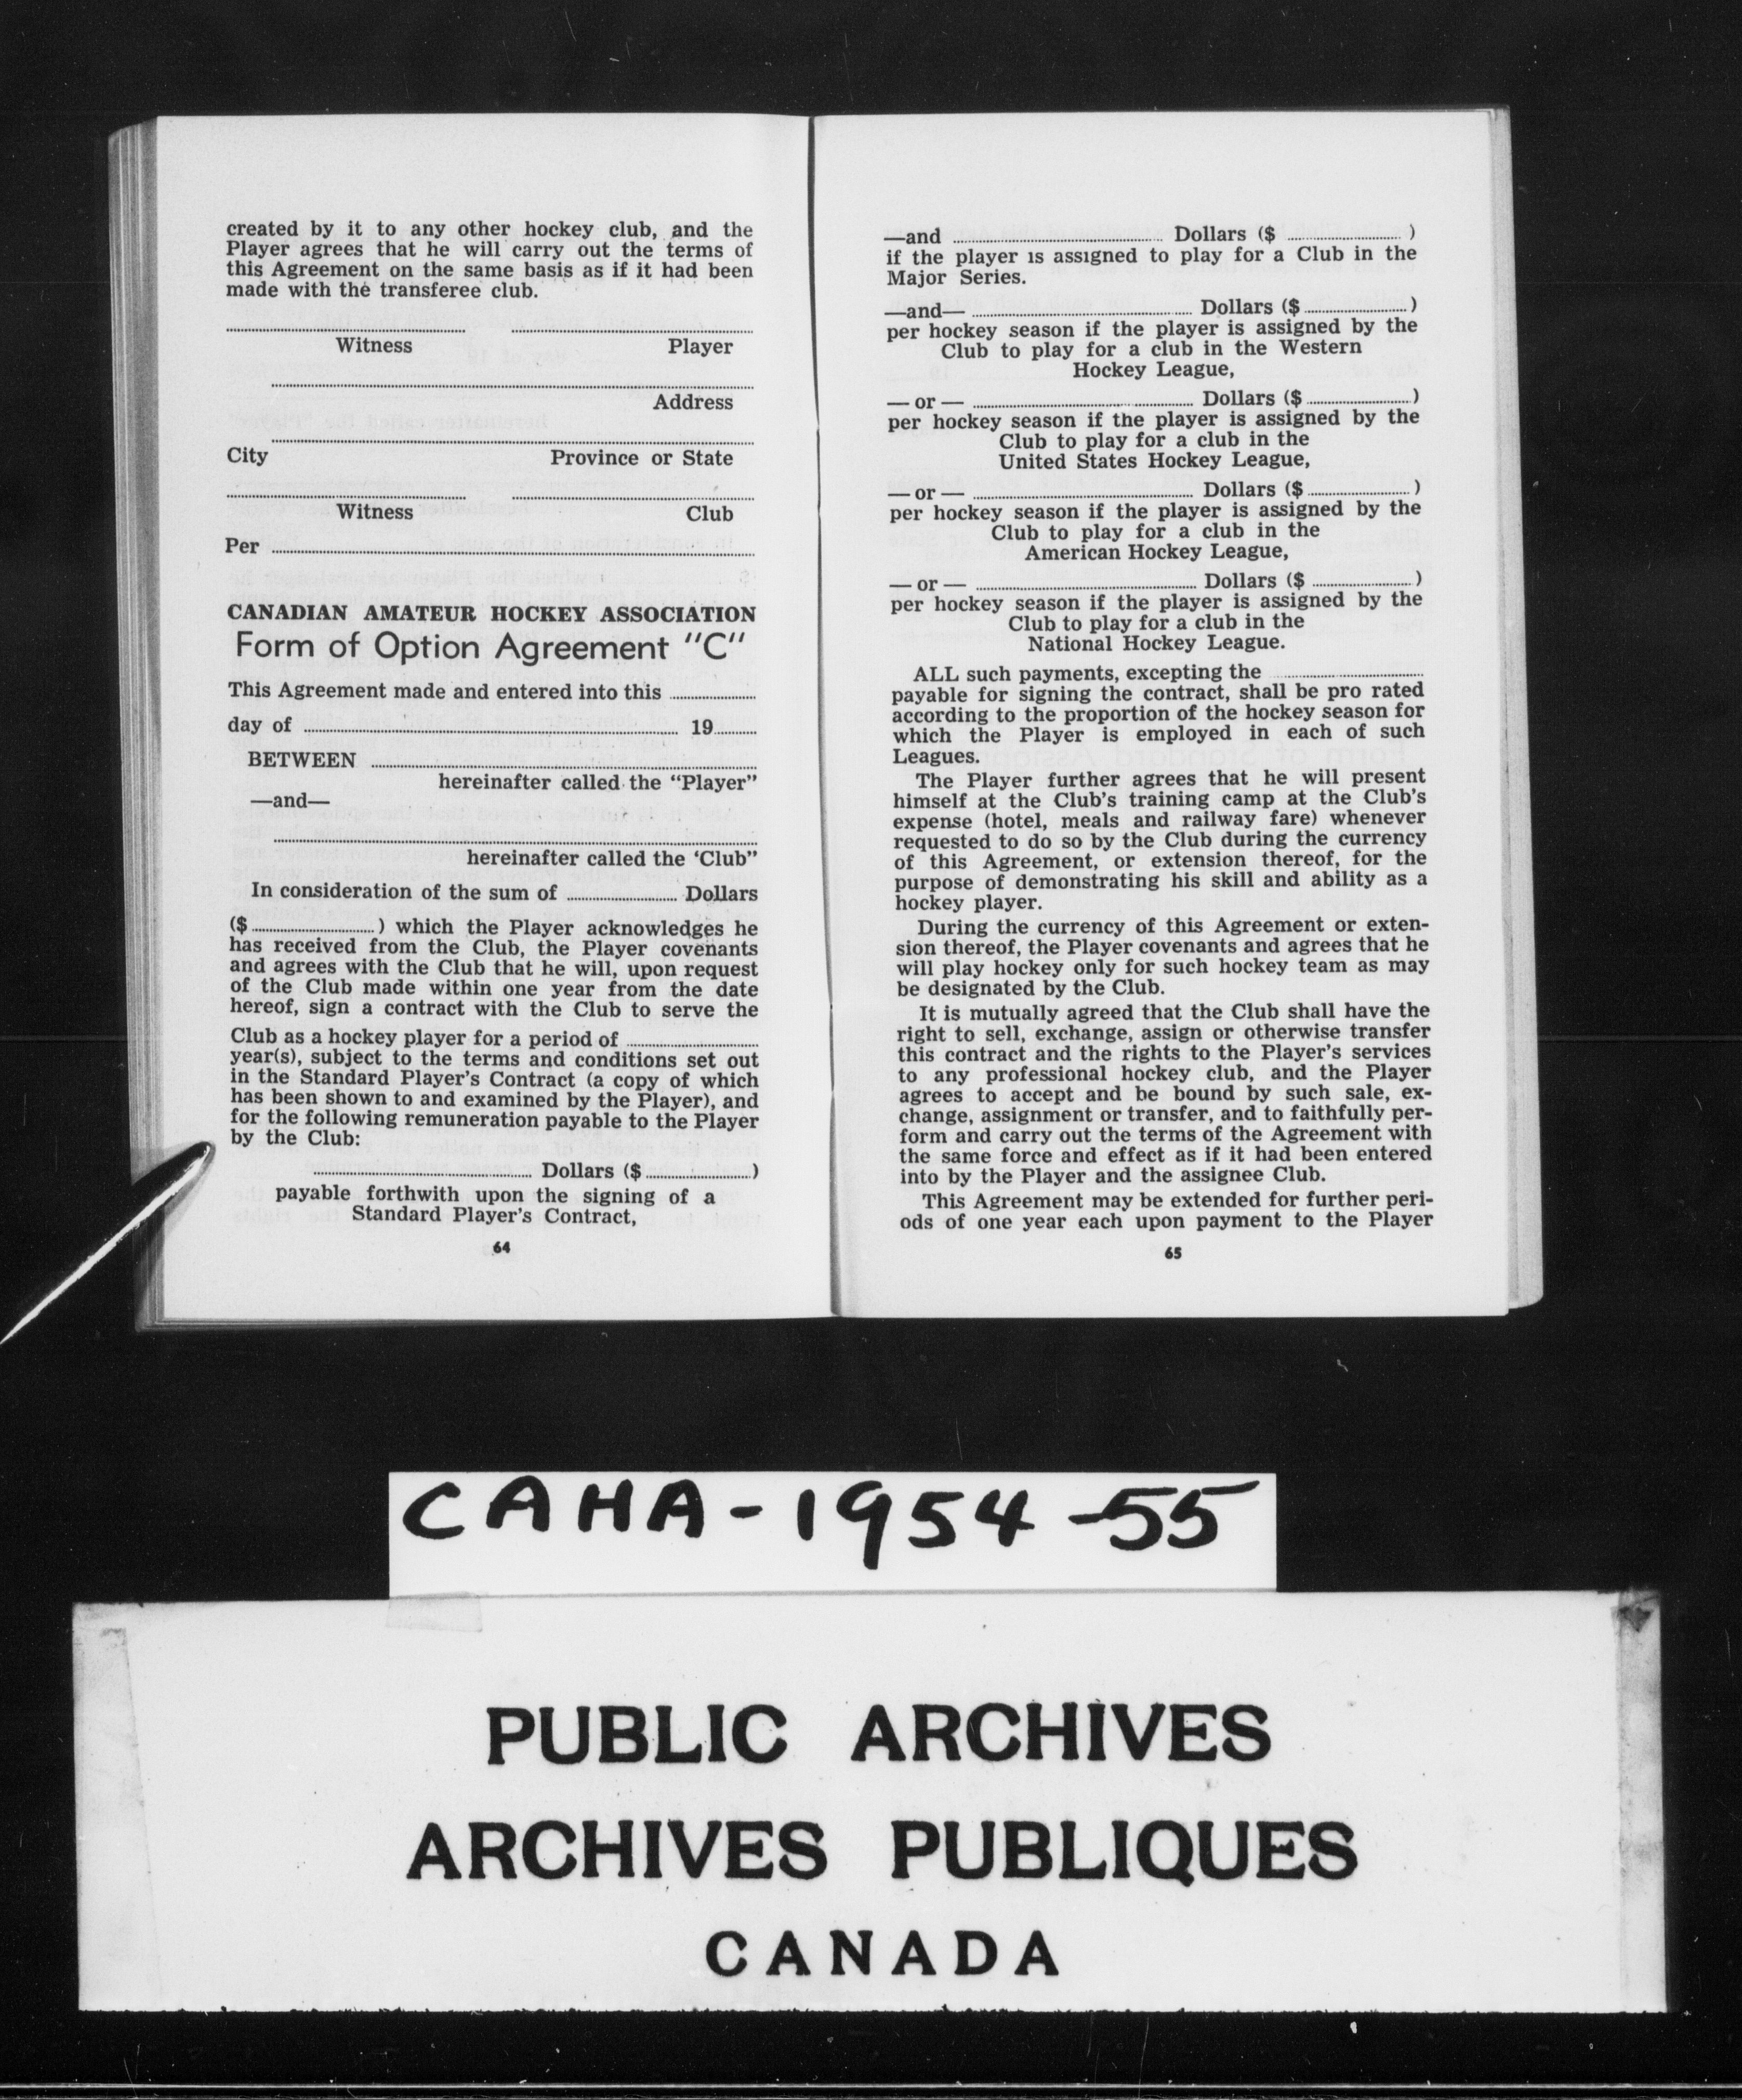 created by it to any other hockey club, and the
Player agrees that he will carry out the terms of
this Agreement on the same basis as if it had been
made with the transferee club.
Witness Player
Address
City Province or State
Witness Club
Per
CANADIAN AMATEUR HOCKEY ASSOCIATION
Form of Option Agreement "C"
This Agreement made and entered into this
day of 19
BETWEEN
hereinafter called the "Player"
—and—
hereinafter called the 'Club"
In consideration of the sum of Dollars
($ ) which the Player acknowledges he
has received from the Club, the Player covenants
and agrees with the Club that he will, upon request
of the Club made within one year from the date
hereof, sign a contract with the Club to serve the
Club as a hockey player for a period of
year(s), subject to the terms and conditions set out
in the Standard Player's Contract (a copy of which
has been shown to and examined by the Player), and
for the following remuneration payable to the Player
by the Club:
Dollars ($ )
payable forthwith upon the signing of a
Standard Player's Contract,
64
—and Dollars ($ )
if the player is assigned to play for a Club in the
Major Series.
—and— Dollars ($ )
per hockey season if the player is assigned by the
Club to play for a club in the Western
Hockey League,
— or — Dollars ($ )
per hockey season if the player is assigned by the
Club to play for a club in the
United States Hockey League,
— or — Dollars ($ )
per hockey season if the player is assigned by the
Club to play for a club in the
American Hockey League,
— or — Dollars ($ )
per hockey season if the player is assigned by the
Club to play for a club in the
National Hockey League.
ALL such payments, excepting the
payable for signing the contract, shall be pro rated
according to the proportion of the hockey season for
which the Player is employed in each of such
Leagues.
The Player further agrees that he will present
himself at the Club's training camp at the Club's
expense (hotel, meals and railway fare) whenever
requested to do so by the Club during the currency
of this Agreement, or extension thereof, for the
purpose of demonstrating his skill and ability as a
hockey player.
During the currency of this Agreement or exten-
sion thereof, the Player covenants and agrees that he
will play hockey only for such hockey team as may
be designated by the Club.
It is mutually agreed that the Club shall have the
right to sell, exchange, assign or otherwise transfer
this contract and the rights to the Player's services
to any professional hockey club, and the Player
agrees to accept and be bound by such sale, ex-
change, assignment or transfer, and to faithfully per-
form and carry out the terms of the Agreement with
the same force and effect as if it had been entered
into by the Player and the assignee Club.
This Agreement may be extended for further peri-
ods of one year each upon payment to the Player
65
CAHA-1954-55
PUBLIC ARCHIVES
ARCHIVES PUBLIQUES
CANADA